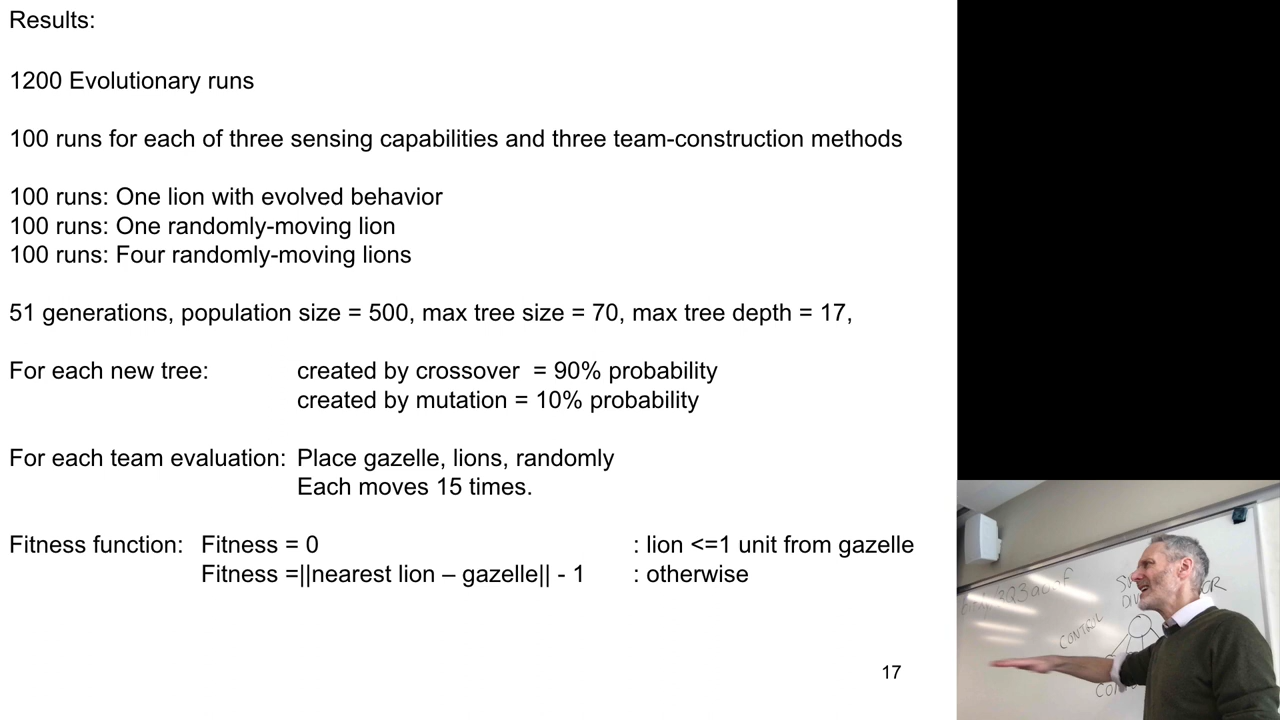 Results:
1200 Evolutionary runs
100 runs for each of three sensing capabilities and three team-construction methods
100 runs: One lion with evolved behavior
100 runs: One randomly-moving lion
100 runs: Four randomly-moving lions
51 generations, population size = 500, max tree size = 70, max tree depth = 17,
For each new tree: created by crossover = 90% probability
created by mutation = 10% probability
For each team evaluation: Place gazelle, lions, randomly
Each moves 15 times.
Fitness function: Fitness = 0 : lion <=1 unit from gazelle
Fitness =||nearest lion – gazelle|| - 1 : otherwise
17
CONTROL